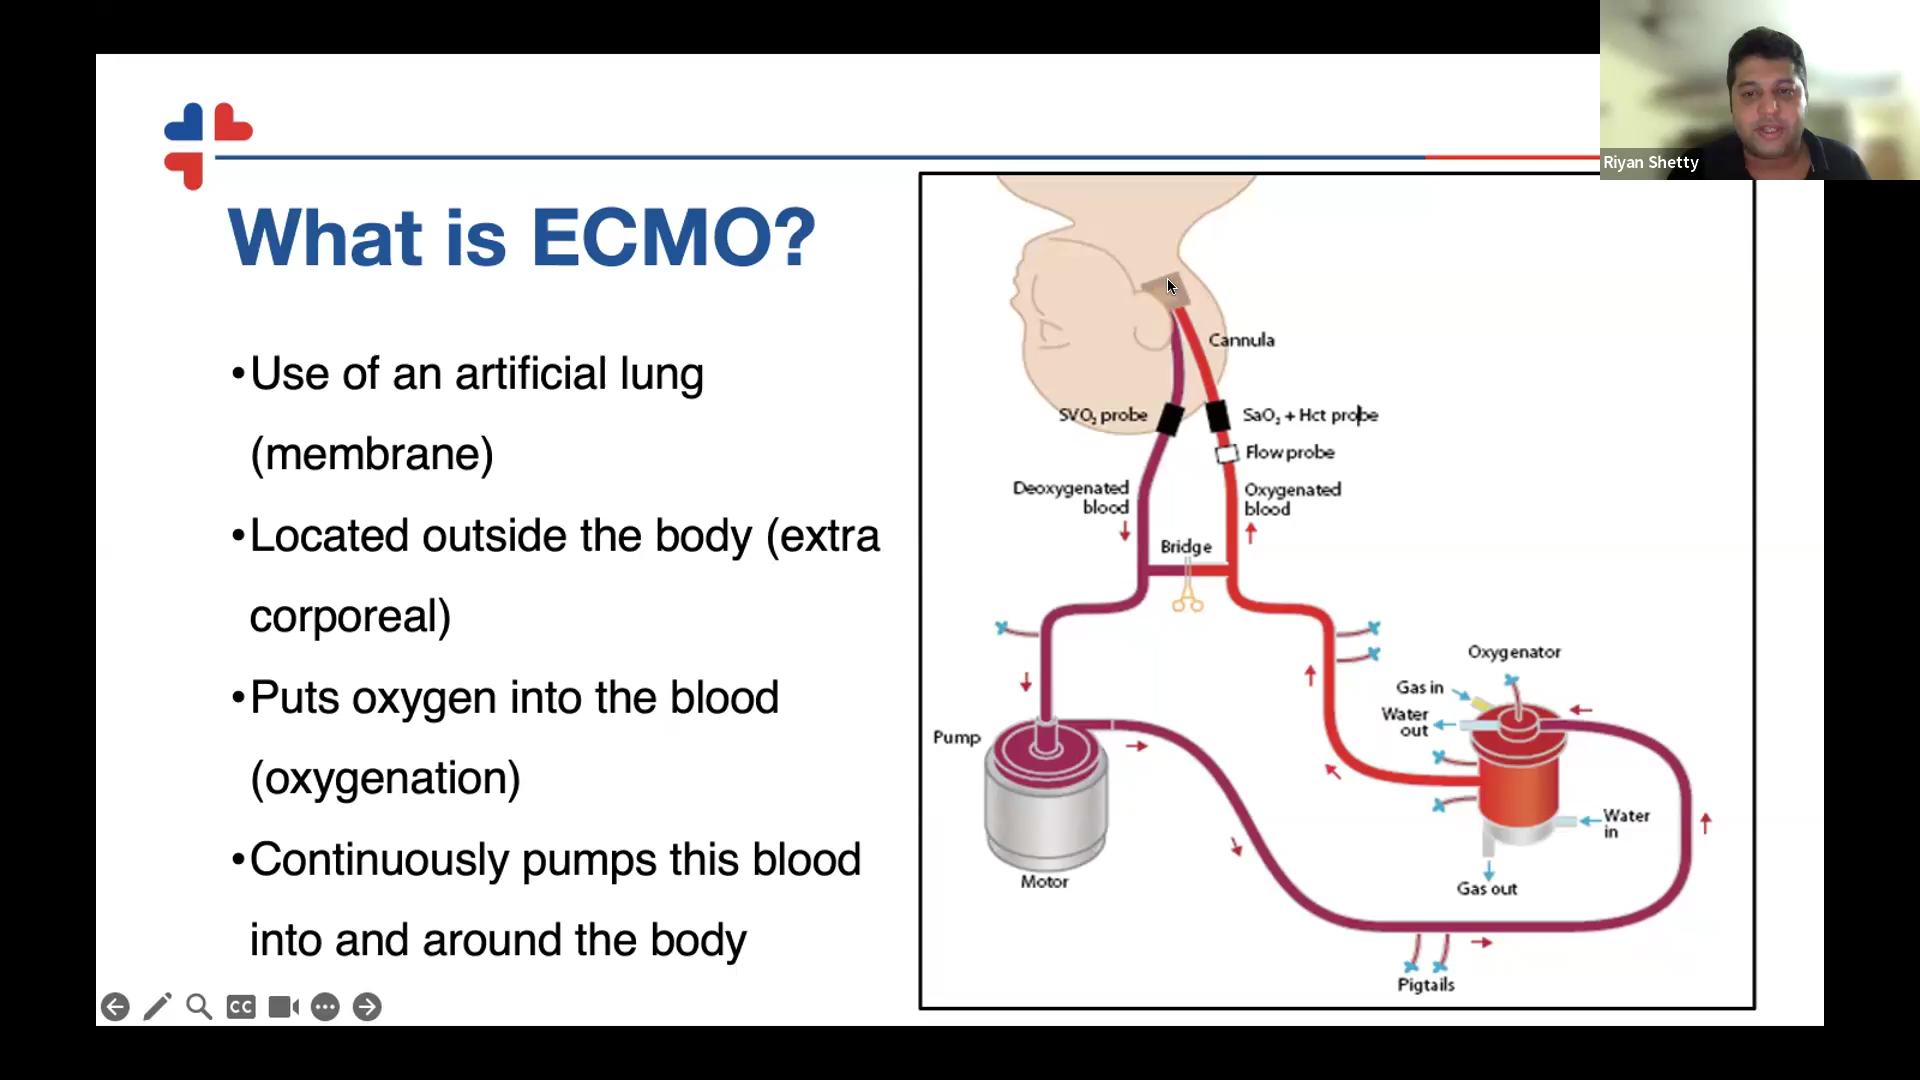 Riyan Shetty
What is ECMO?
•Use of an artificial lung
(membrane)
•Located outside the body (extra
corporeal)
•Puts oxygen into the blood
(oxygenation)
•Continuously pumps this blood
into and around the body
Cannula
SVO₂ probe
SaO₂ + Hct probe
Flow probe
Deoxygenated
blood
Oxygenated
blood
Bridge
Oxygenator
Gas in
Water
out
Pump
Water
in
Motor
Gas out
Pigtails
CC